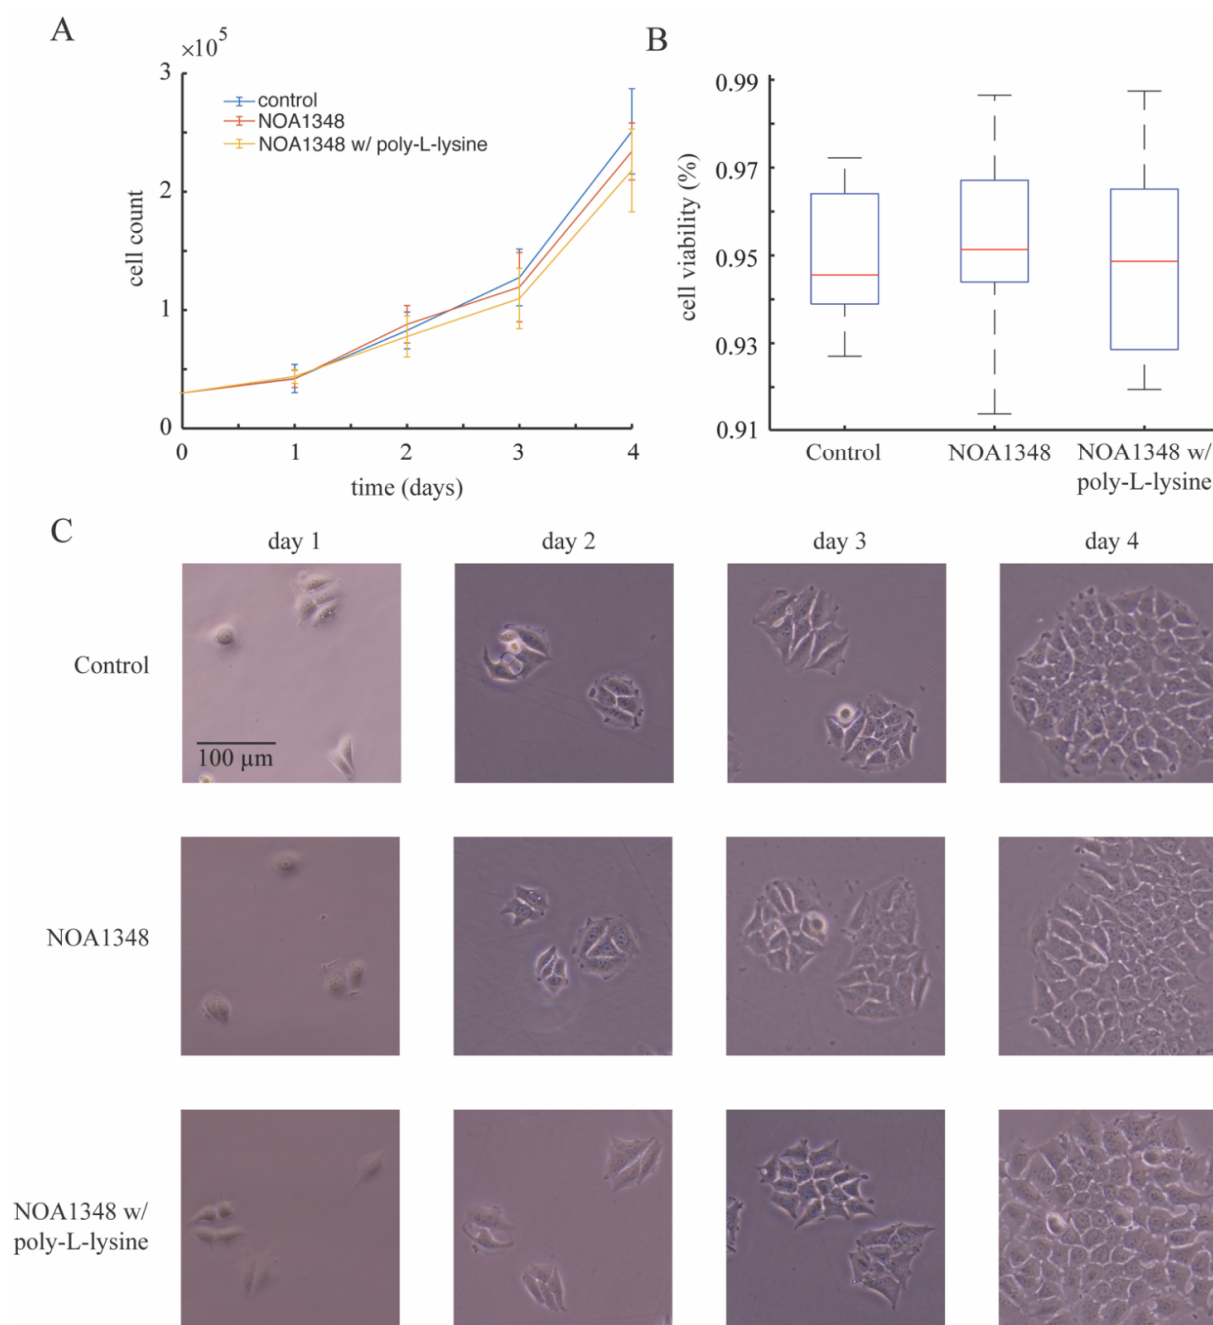 A
×10⁵
3
2
1
0
cell count
control
NOA1348
NOA1348 w/ poly-L-lysine
0 1 2 3 4
time (days)
B
0.99
0.97
0.95
0.93
0.91
cell viability (%)
Control
NOA1348
NOA1348 w/
poly-L-lysine
C
day 1 day 2 day 3 day 4
Control
100 µm
NOA1348
NOA1348 w/
poly-L-lysine